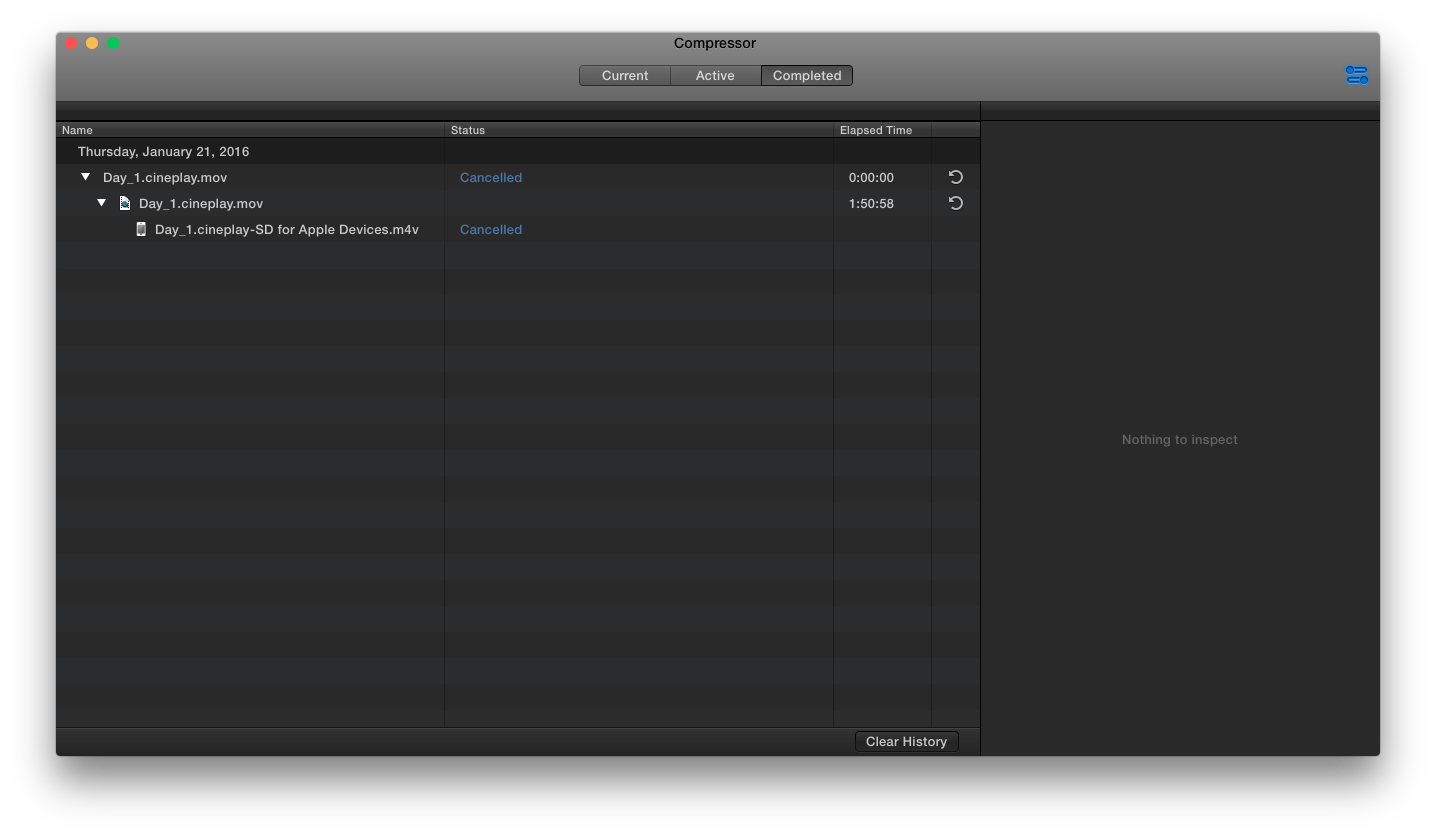 Compressor
Current Active Completed
Name Status Elapsed Time
Thursday, January 21, 2016
Day_1.cineplay.mov Cancelled 0:00:00
Day_1.cineplay.mov 1:50:58
Day_1.cineplay-SD for Apple Devices.m4v Cancelled
Nothing to inspect
Clear History